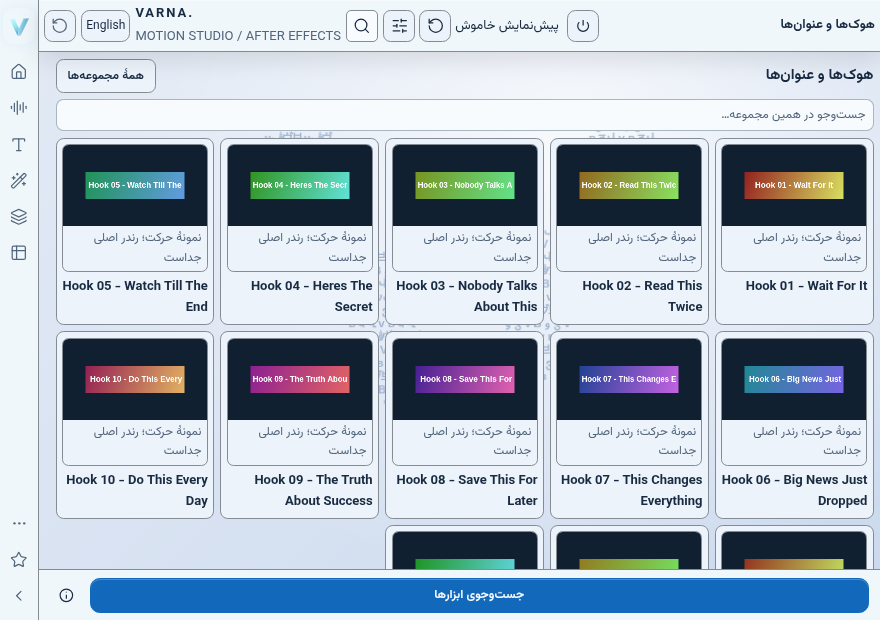 هوک‌ها و عنوان‌ها
پیش‌نمایش خاموش
VARNA.
MOTION STUDIO / AFTER EFFECTS
English
هوک‌ها و عنوان‌ها
همهٔ مجموعه‌ها
جست‌وجو در همین مجموعه...
Hook 01 - Wait For It
نمونهٔ حرکت؛ رندر اصلی
جداست
Hook 01 - Wait For It
Hook 02 - Read This Twic
نمونهٔ حرکت؛ رندر اصلی
جداست
Hook 02 - Read This
Twice
Hook 03 - Nobody Talks A
نمونهٔ حرکت؛ رندر اصلی
جداست
Hook 03 - Nobody Talks
About This
Hook 04 - Heres The Secr
نمونهٔ حرکت؛ رندر اصلی
جداست
Hook 04 - Heres The
Secret
Hook 05 - Watch Till The
نمونهٔ حرکت؛ رندر اصلی
جداست
Hook 05 - Watch Till The
End
Hook 06 - Big News Just
نمونهٔ حرکت؛ رندر اصلی
جداست
Hook 06 - Big News Just
Dropped
Hook 07 - This Changes E
نمونهٔ حرکت؛ رندر اصلی
جداست
Hook 07 - This Changes
Everything
Hook 08 - Save This For
نمونهٔ حرکت؛ رندر اصلی
جداست
Hook 08 - Save This For
Later
Hook 09 - The Truth Abou
نمونهٔ حرکت؛ رندر اصلی
جداست
Hook 09 - The Truth
About Success
Hook 10 - Do This Every
نمونهٔ حرکت؛ رندر اصلی
جداست
Hook 10 - Do This Every
Day
جست‌وجوی ابزارها